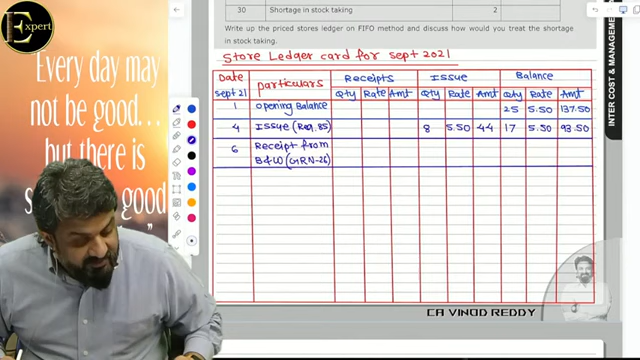 Expert
"Every day may
not be good...
but there is
good
"
30 Shortage in stock taking 2
Write up the priced stores ledger on FIFO method and discuss how would you treat the shortage
in stock taking.
Store Ledger card for sept 2021
Date particulars Receipts Issue Balance
sept 21 Qty Rate Amt Qty Rate Amt Qty Rate Amt
1 Opening Balance 25 5.50 137.50
4 Issue (Req. 85) 8 5.50 44 17 5.50 93.50
6 Receipt from
B&W (GRN-26)
CA VINOD REDDY
INTER COST & MANAGEMEN